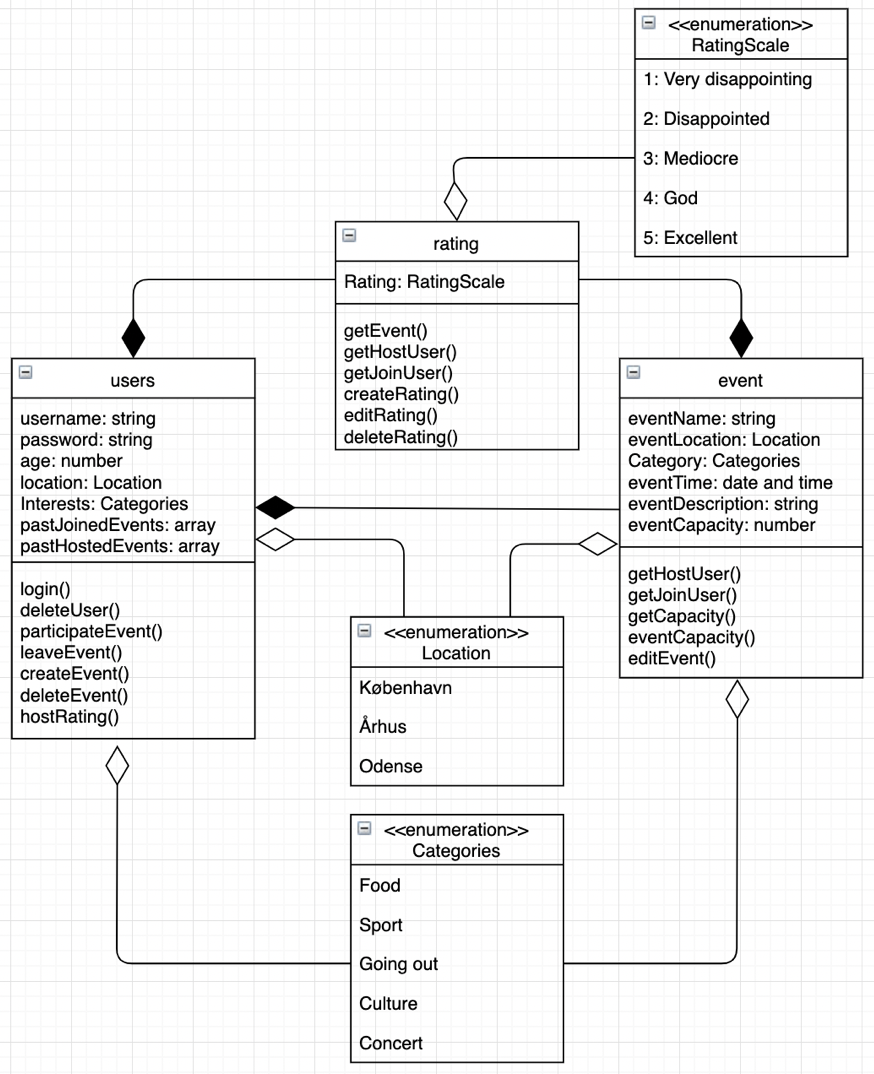 <<enumeration>>
RatingScale
1: Very disappointing
2: Disappointed
3: Mediocre
4: God
5: Excellent
rating
Rating: RatingScale
getEvent()
getHostUser()
getJoinUser()
createRating()
editRating()
deleteRating()
users
username: string
password: string
age: number
location: Location
Interests: Categories
pastJoinedEvents: array
pastHostedEvents: array
login()
deleteUser()
participateEvent()
leaveEvent()
createEvent()
deleteEvent()
hostRating()
event
eventName: string
eventLocation: Location
Category: Categories
eventTime: date and time
eventDescription: string
eventCapacity: number
getHostUser()
getJoinUser()
getCapacity()
eventCapacity()
editEvent()
<<enumeration>>
Location
København
Århus
Odense
<<enumeration>>
Categories
Food
Sport
Going out
Culture
Concert